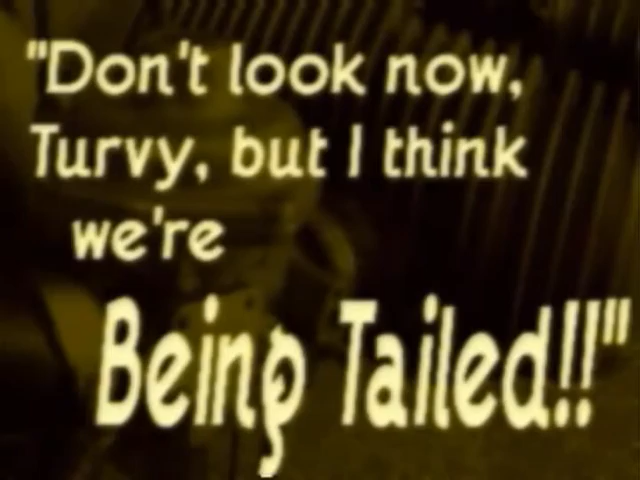 "Don't look now,
Turvy, but I think
we're
Being Tailed!!"